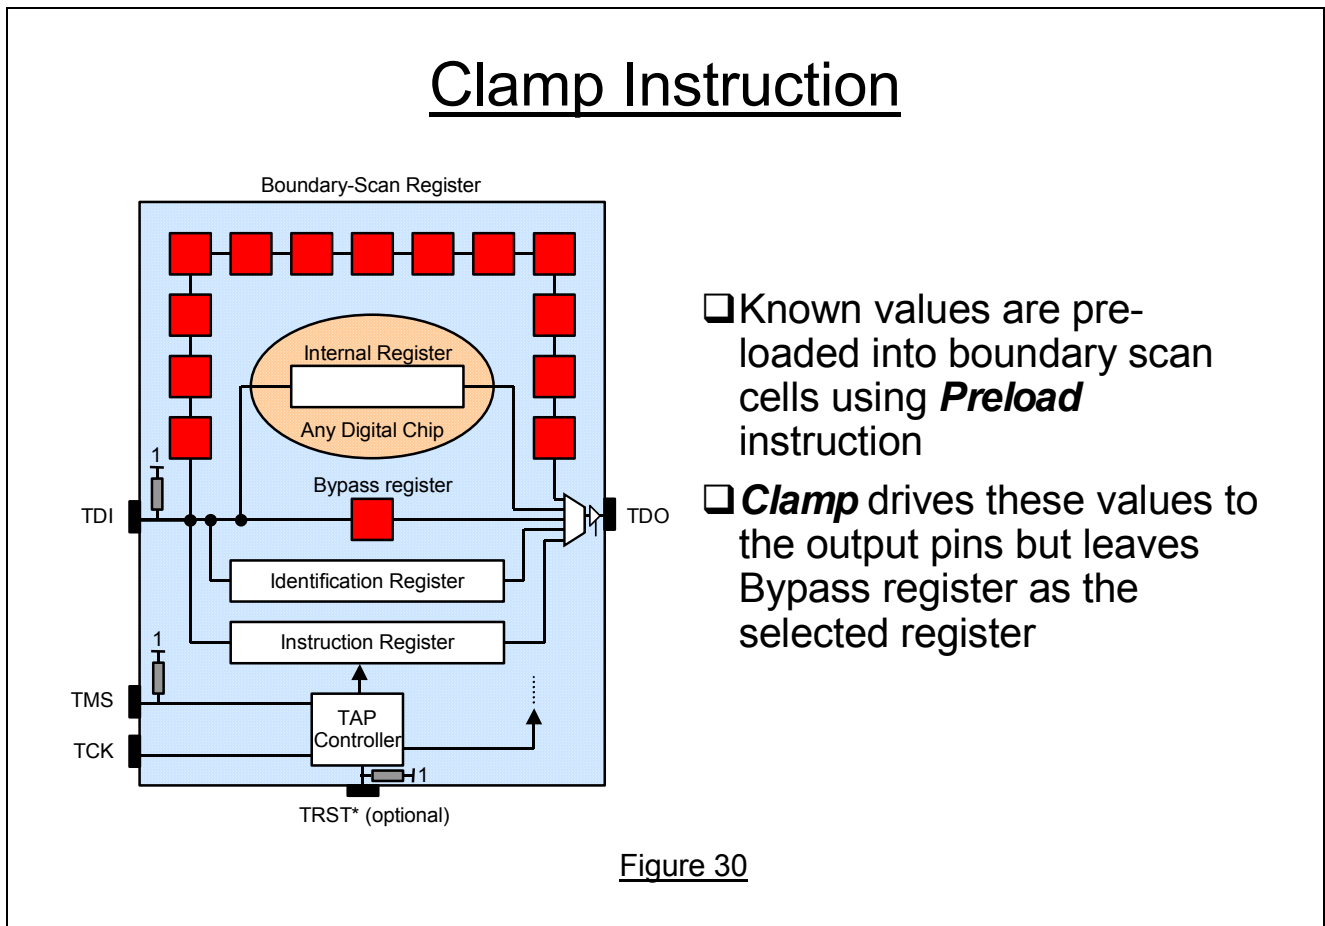 Clamp Instruction
Boundary-Scan Register
Internal Register
Any Digital Chip
1
Bypass register
TDI
TDO
Identification Register
1
Instruction Register
TMS
TAP
Controller
TCK
1
TRST* (optional)
❑Known values are pre-
loaded into boundary scan
cells using Preload
instruction
❑Clamp drives these values to
the output pins but leaves
Bypass register as the
selected register
Figure 30